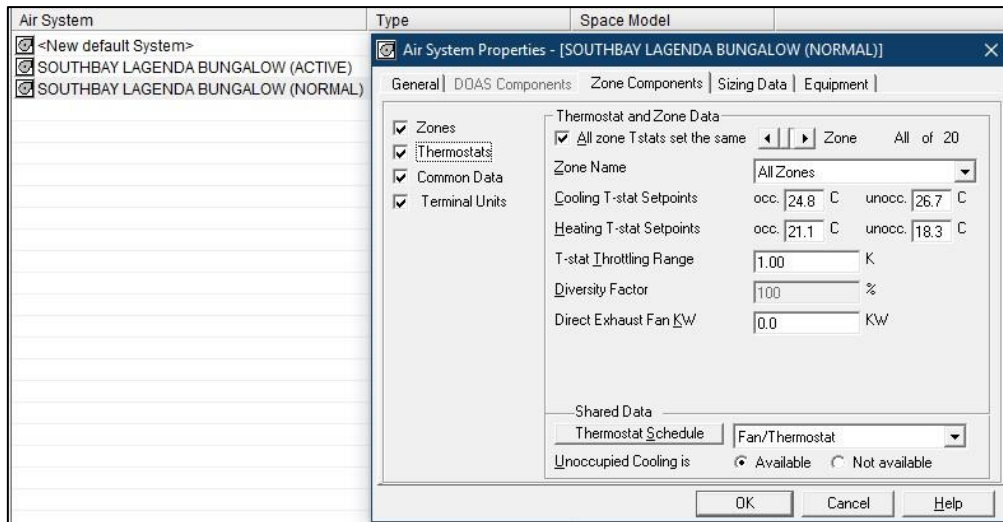 Air System Type Space Model
<New default System>
SOUTHBAY LAGENDA BUNGALOW (ACTIVE)
SOUTHBAY LAGENDA BUNGALOW (NORMAL)
Air System Properties - [SOUTHBAY LAGENDA BUNGALOW (NORMAL)]
General DOAS Components Zone Components Sizing Data Equipment
Zones
Thermostats
Common Data
Terminal Units
Thermostat and Zone Data
All zone Tstats set the same Zone All of 20
Zone Name All Zones
Cooling T-stat Setpoints occ. 24.8 C unocc. 26.7 C
Heating T-stat Setpoints occ. 21.1 C unocc. 18.3 C
T-stat Throttling Range 1.00 K
Diversity Factor 100 %
Direct Exhaust Fan KW 0.0 KW
Shared Data
Thermostat Schedule Fan/Thermostat
Unoccupied Cooling is Available Not available
OK Cancel Help